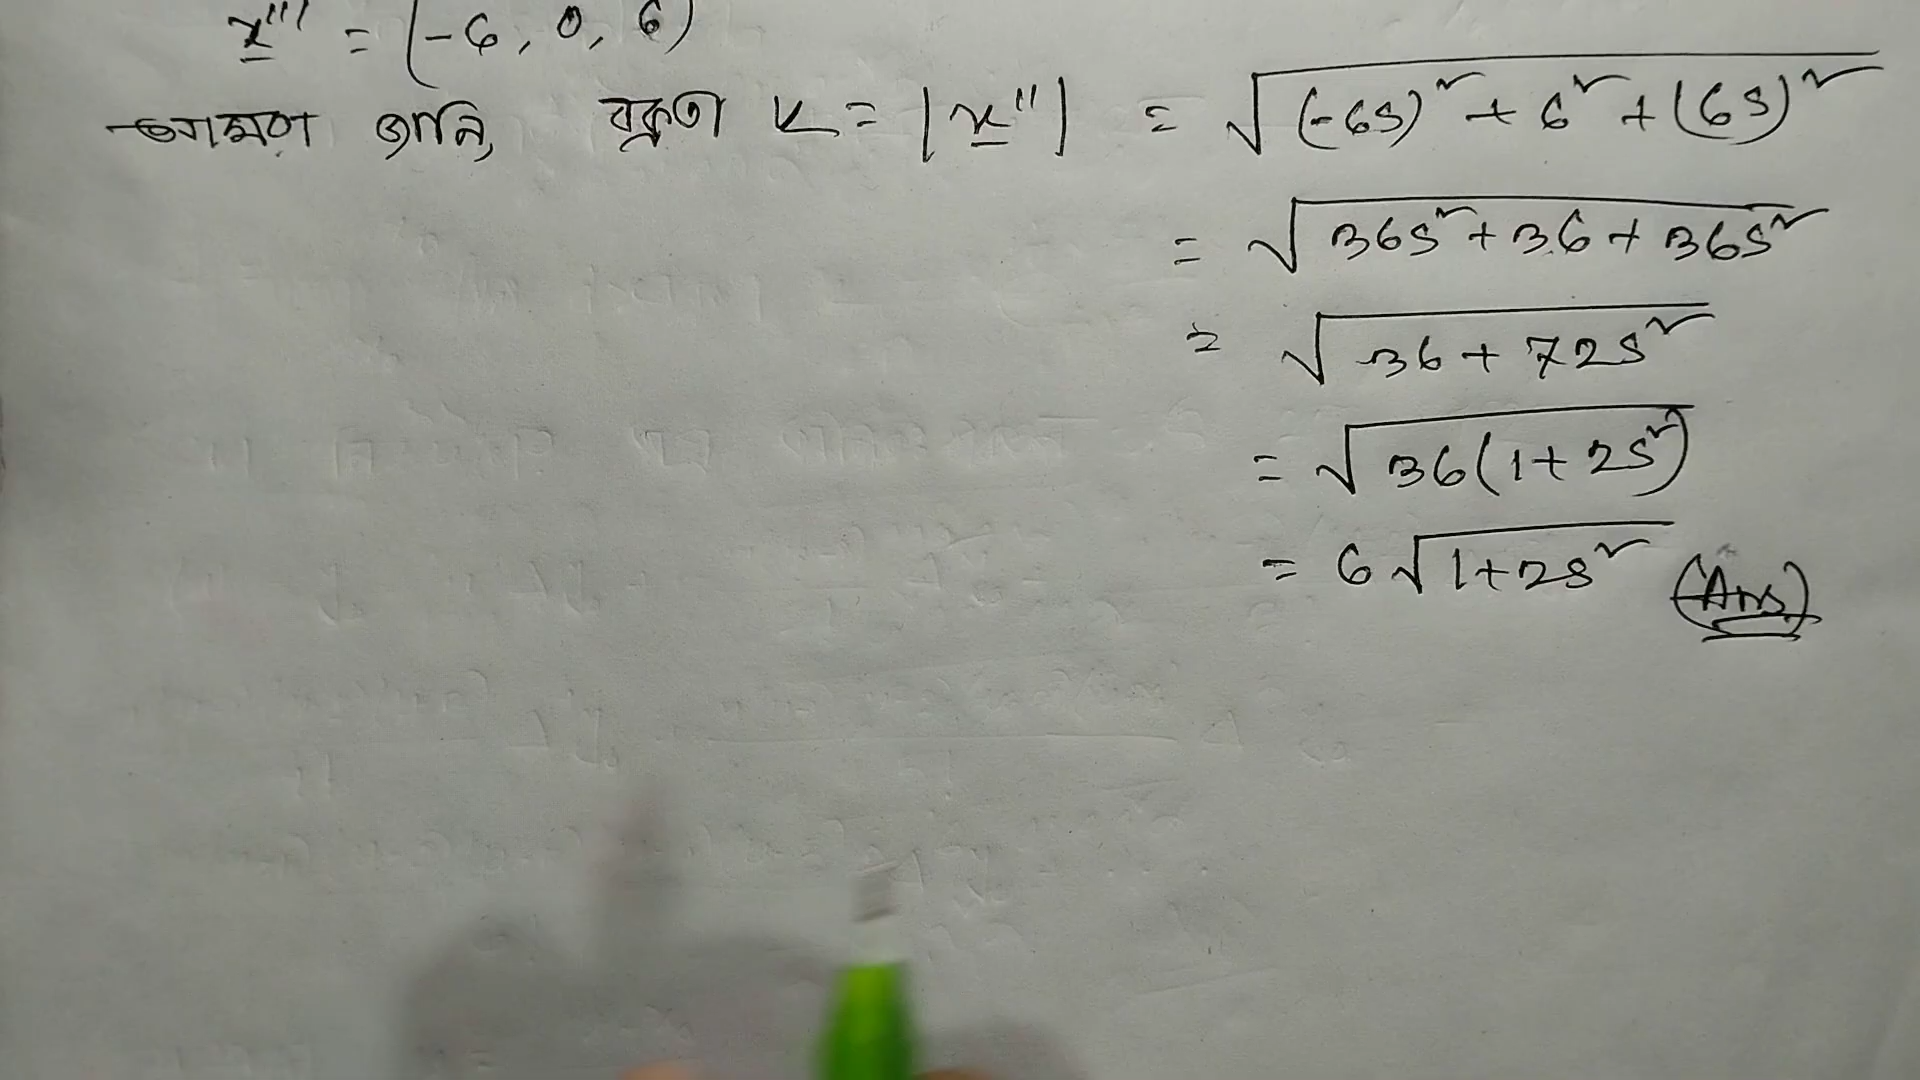 x''' = (-6, 0, 6)
আমরা জানি, বক্রতা κ = |x''| = √((-6s)² + 6² + (6s)²)
= √(36s² + 36 + 36s²)
= √(36 + 72s²)
= √(36(1 + 2s²))
= 6√(1+2s²) (Ans)